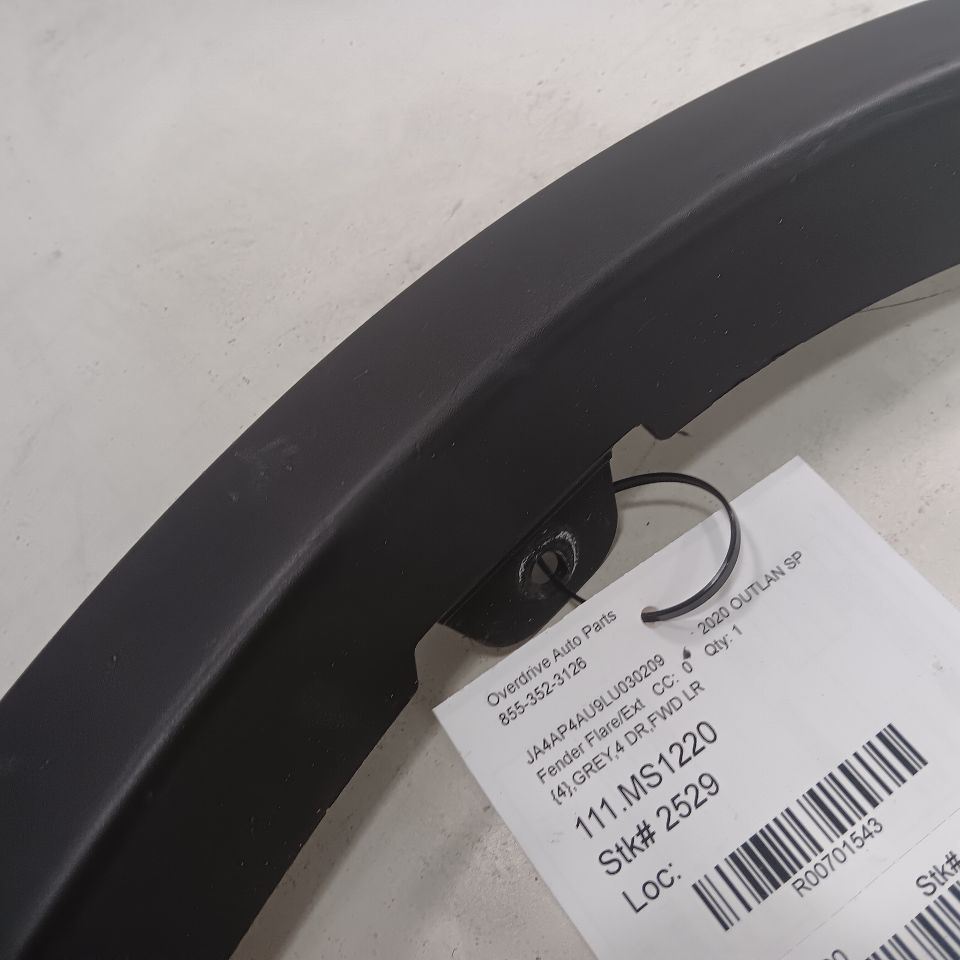 Overdrive Auto Parts
855-352-3126
JA4AP4AU9LU030209 2020 OUTLAN SP
Fender Flare/Ext CC: 0 Qty: 1
{4},GREY,4 DR,FWD LR
111.MS1220
Stk# 2529
Loc:
R00701543
Stk#